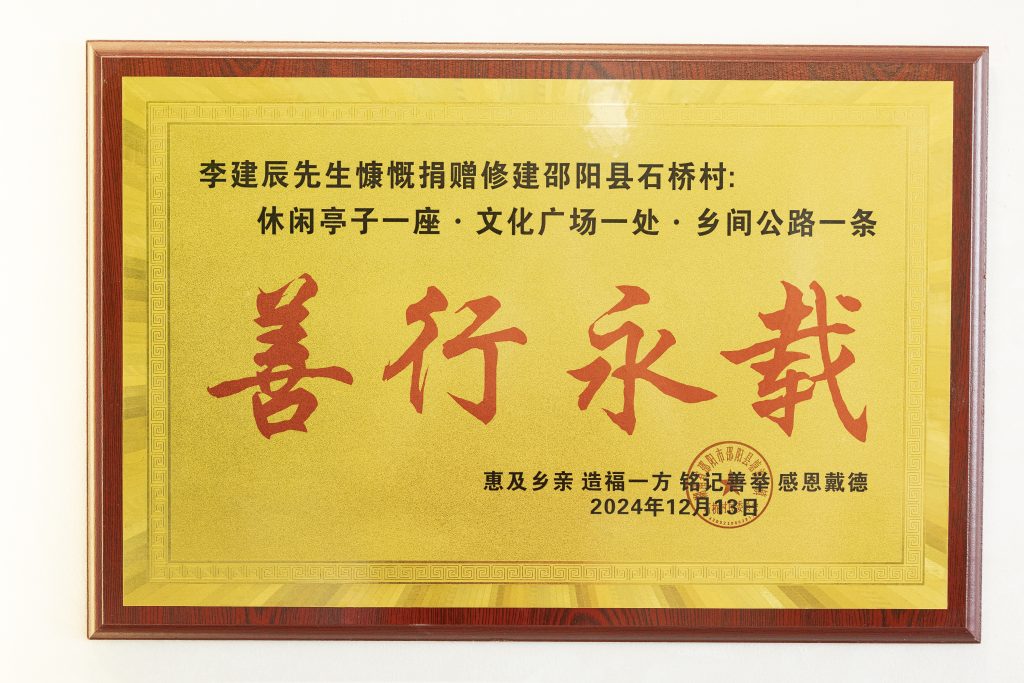 李建辰先生慷慨捐赠修建邵阳县石桥村:
休闲亭子一座·文化广场一处·乡间公路一条
善行永载
惠及乡亲 造福一方 铭记善举 感恩戴德
2024年12月13日